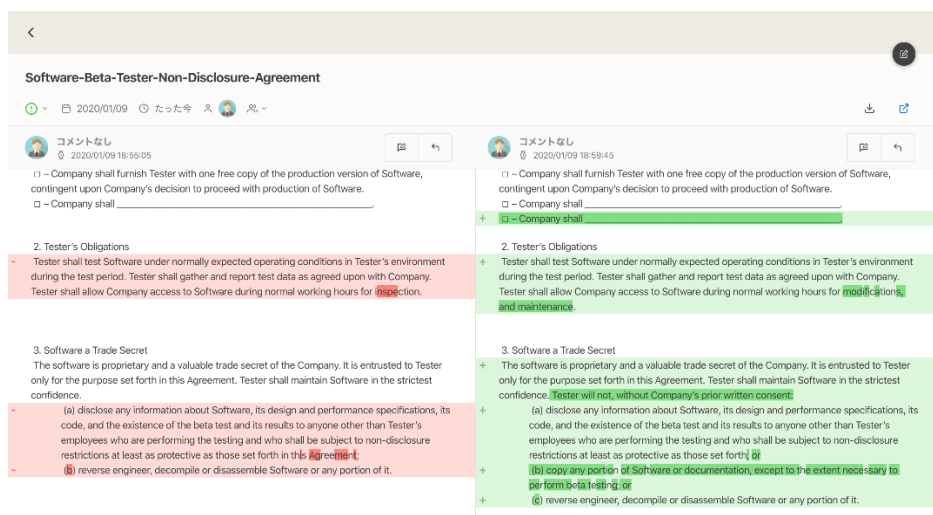 Software-Beta-Tester-Non-Disclosure-Agreement
2020/01/09 たった今
コメントなし
2020/01/09 18:56:05
□ – Company shall furnish Tester with one free copy of the production version of Software,
contingent upon Company's decision to proceed with production of Software.
□ – Company shall ________________________________________.
2. Tester's Obligations
- Tester shall test Software under normally expected operating conditions in Tester's environment
during the test period. Tester shall gather and report test data as agreed upon with Company.
Tester shall allow Company access to Software during normal working hours for inspection.
3. Software a Trade Secret
The software is proprietary and a valuable trade secret of the Company. It is entrusted to Tester
only for the purpose set forth in this Agreement. Tester shall maintain Software in the strictest
confidence.
- (a) disclose any information about Software, its design and performance specifications, its
code, and the existence of the beta test and its results to anyone other than Tester's
employees who are performing the testing and who shall be subject to non-disclosure
restrictions at least as protective as those set forth in this Agreement;
- (b) reverse engineer, decompile or disassemble Software or any portion of it.
コメントなし
2020/01/09 18:59:45
□ – Company shall furnish Tester with one free copy of the production version of Software,
contingent upon Company's decision to proceed with production of Software.
□ – Company shall ________________________________________.
+ □ – Company shall ________________________________________.
2. Tester's Obligations
+ Tester shall test Software under normally expected operating conditions in Tester's environment
during the test period. Tester shall gather and report test data as agreed upon with Company.
Tester shall allow Company access to Software during normal working hours for modifications,
and maintenance.
3. Software a Trade Secret
+ The software is proprietary and a valuable trade secret of the Company. It is entrusted to Tester
only for the purpose set forth in this Agreement. Tester shall maintain Software in the strictest
confidence. Tester will not, without Company's prior written consent:
+ (a) disclose any information about Software, its design and performance specifications, its
code, and the existence of the beta test and its results to anyone other than Tester's
employees who are performing the testing and who shall be subject to non-disclosure
restrictions at least as protective as those set forth; or
+ (b) copy any portion of Software or documentation, except to the extent necessary to
perform beta testing; or
+ (c) reverse engineer, decompile or disassemble Software or any portion of it.